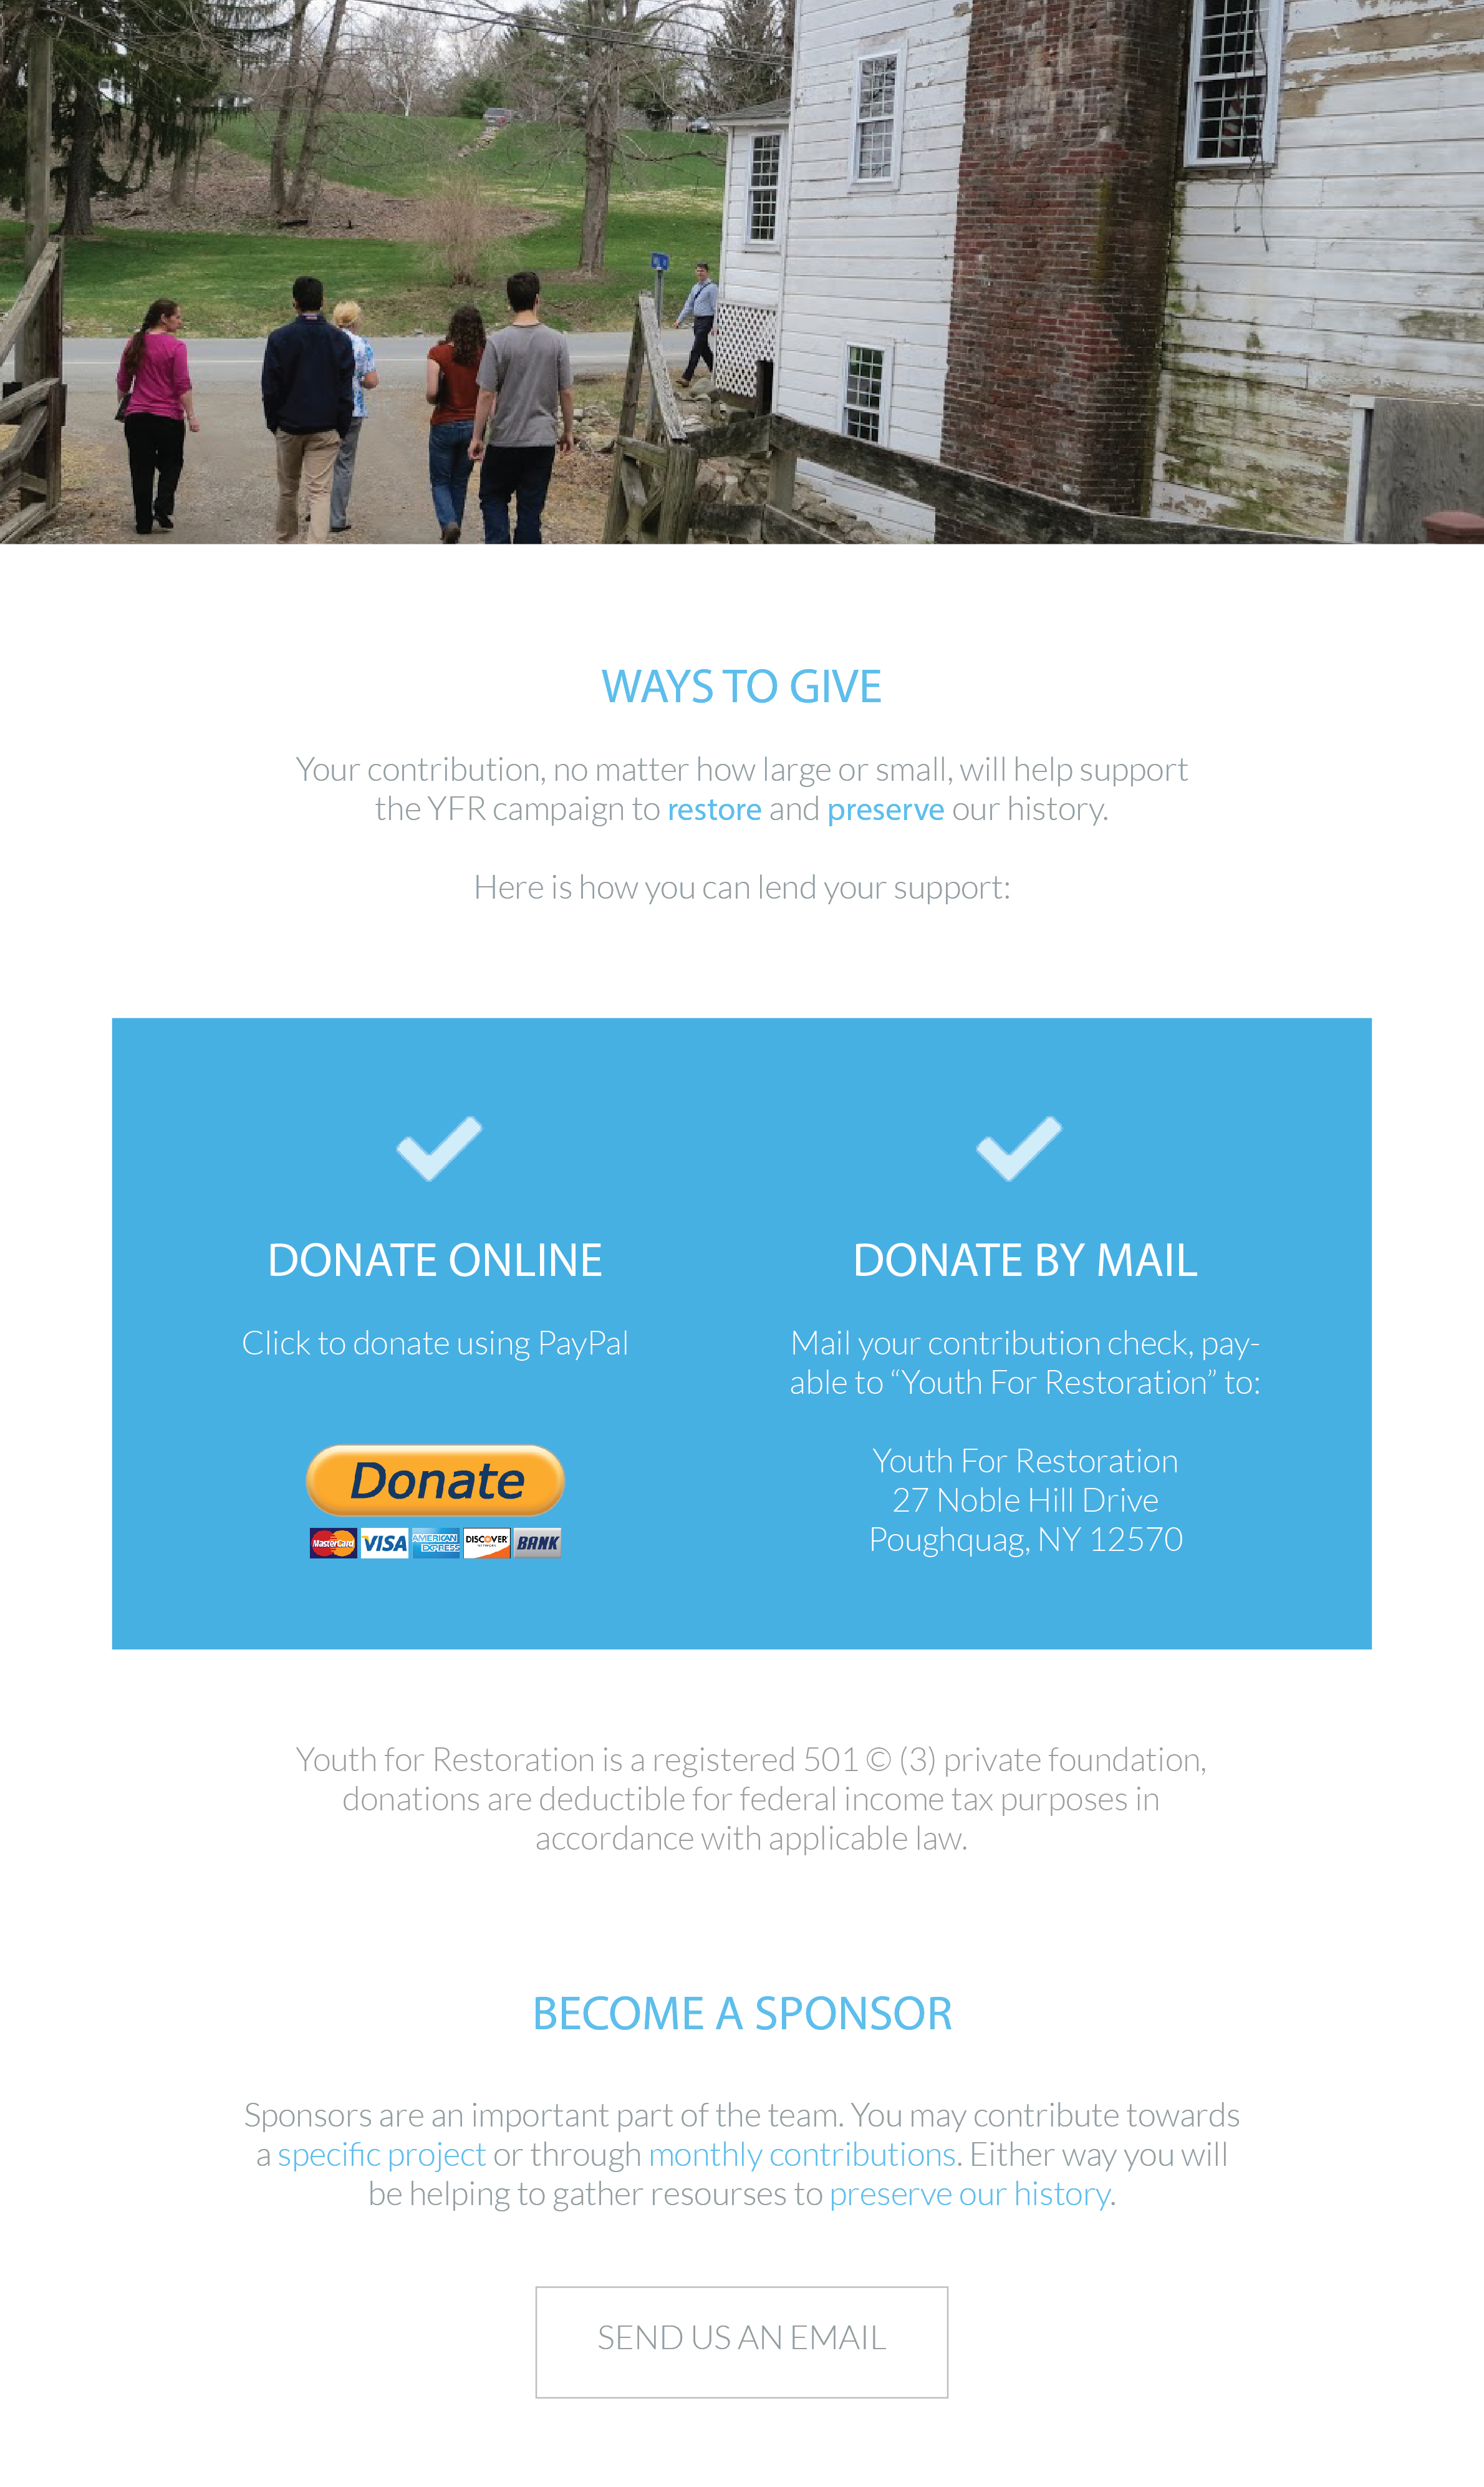 WAYS TO GIVE
Your contribution, no matter how large or small, will help support
the YFR campaign to restore and preserve our history.
Here is how you can lend your support:
DONATE ONLINE
Click to donate using PayPal
Donate
MasterCard VISA AMERICAN EXPRESS DISCOVER NETWORK BANK
DONATE BY MAIL
Mail your contribution check, pay-
able to “Youth For Restoration” to:
Youth For Restoration
27 Noble Hill Drive
Poughquag, NY 12570
Youth for Restoration is a registered 501 © (3) private foundation,
donations are deductible for federal income tax purposes in
accordance with applicable law.
BECOME A SPONSOR
Sponsors are an important part of the team. You may contribute towards
a specific project or through monthly contributions. Either way you will
be helping to gather resourses to preserve our history.
SEND US AN EMAIL